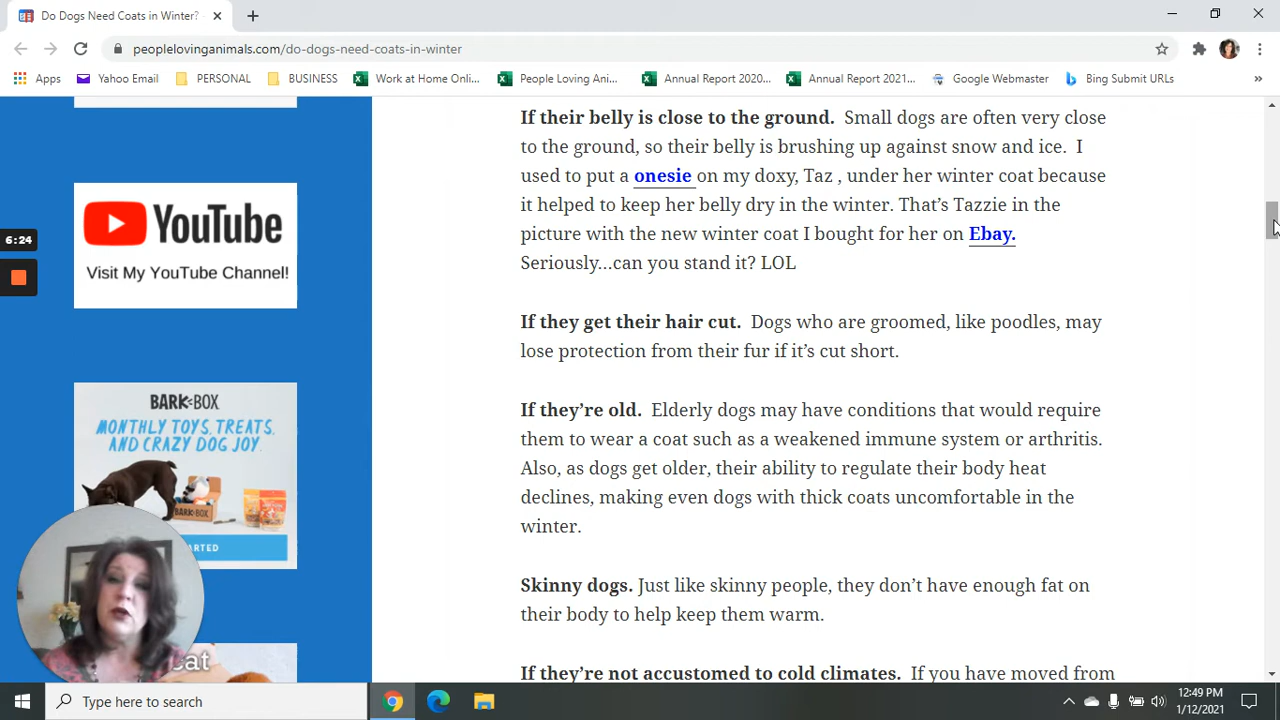 Do Dogs Need Coats in Winter?
peoplelovinganimals.com/do-dogs-need-coats-in-winter
Apps
Yahoo Email
PERSONAL
BUSINESS
Work at Home Onli...
People Loving Ani...
Annual Report 2020...
Annual Report 2021...
Google Webmaster
Bing Submit URLs
»
If their belly is close to the ground. Small dogs are often very close
to the ground, so their belly is brushing up against snow and ice. I
used to put a onesie on my doxy, Taz , under her winter coat because
it helped to keep her belly dry in the winter. That's Tazzie in the
picture with the new winter coat I bought for her on Ebay.
Seriously...can you stand it? LOL
If they get their hair cut. Dogs who are groomed, like poodles, may
lose protection from their fur if it's cut short.
If they're old. Elderly dogs may have conditions that would require
them to wear a coat such as a weakened immune system or arthritis.
Also, as dogs get older, their ability to regulate their body heat
declines, making even dogs with thick coats uncomfortable in the
winter.
Skinny dogs. Just like skinny people, they don't have enough fat on
their body to help keep them warm.
If they're not accustomed to cold climates. If you have moved from
YouTube
Visit My YouTube Channel!
6:24
BARK BOX
MONTHLY TOYS, TREATS,
AND CRAZY DOG JOY.
BARK BOX
ARTED
cat
Type here to search
12:49 PM
1/12/2021